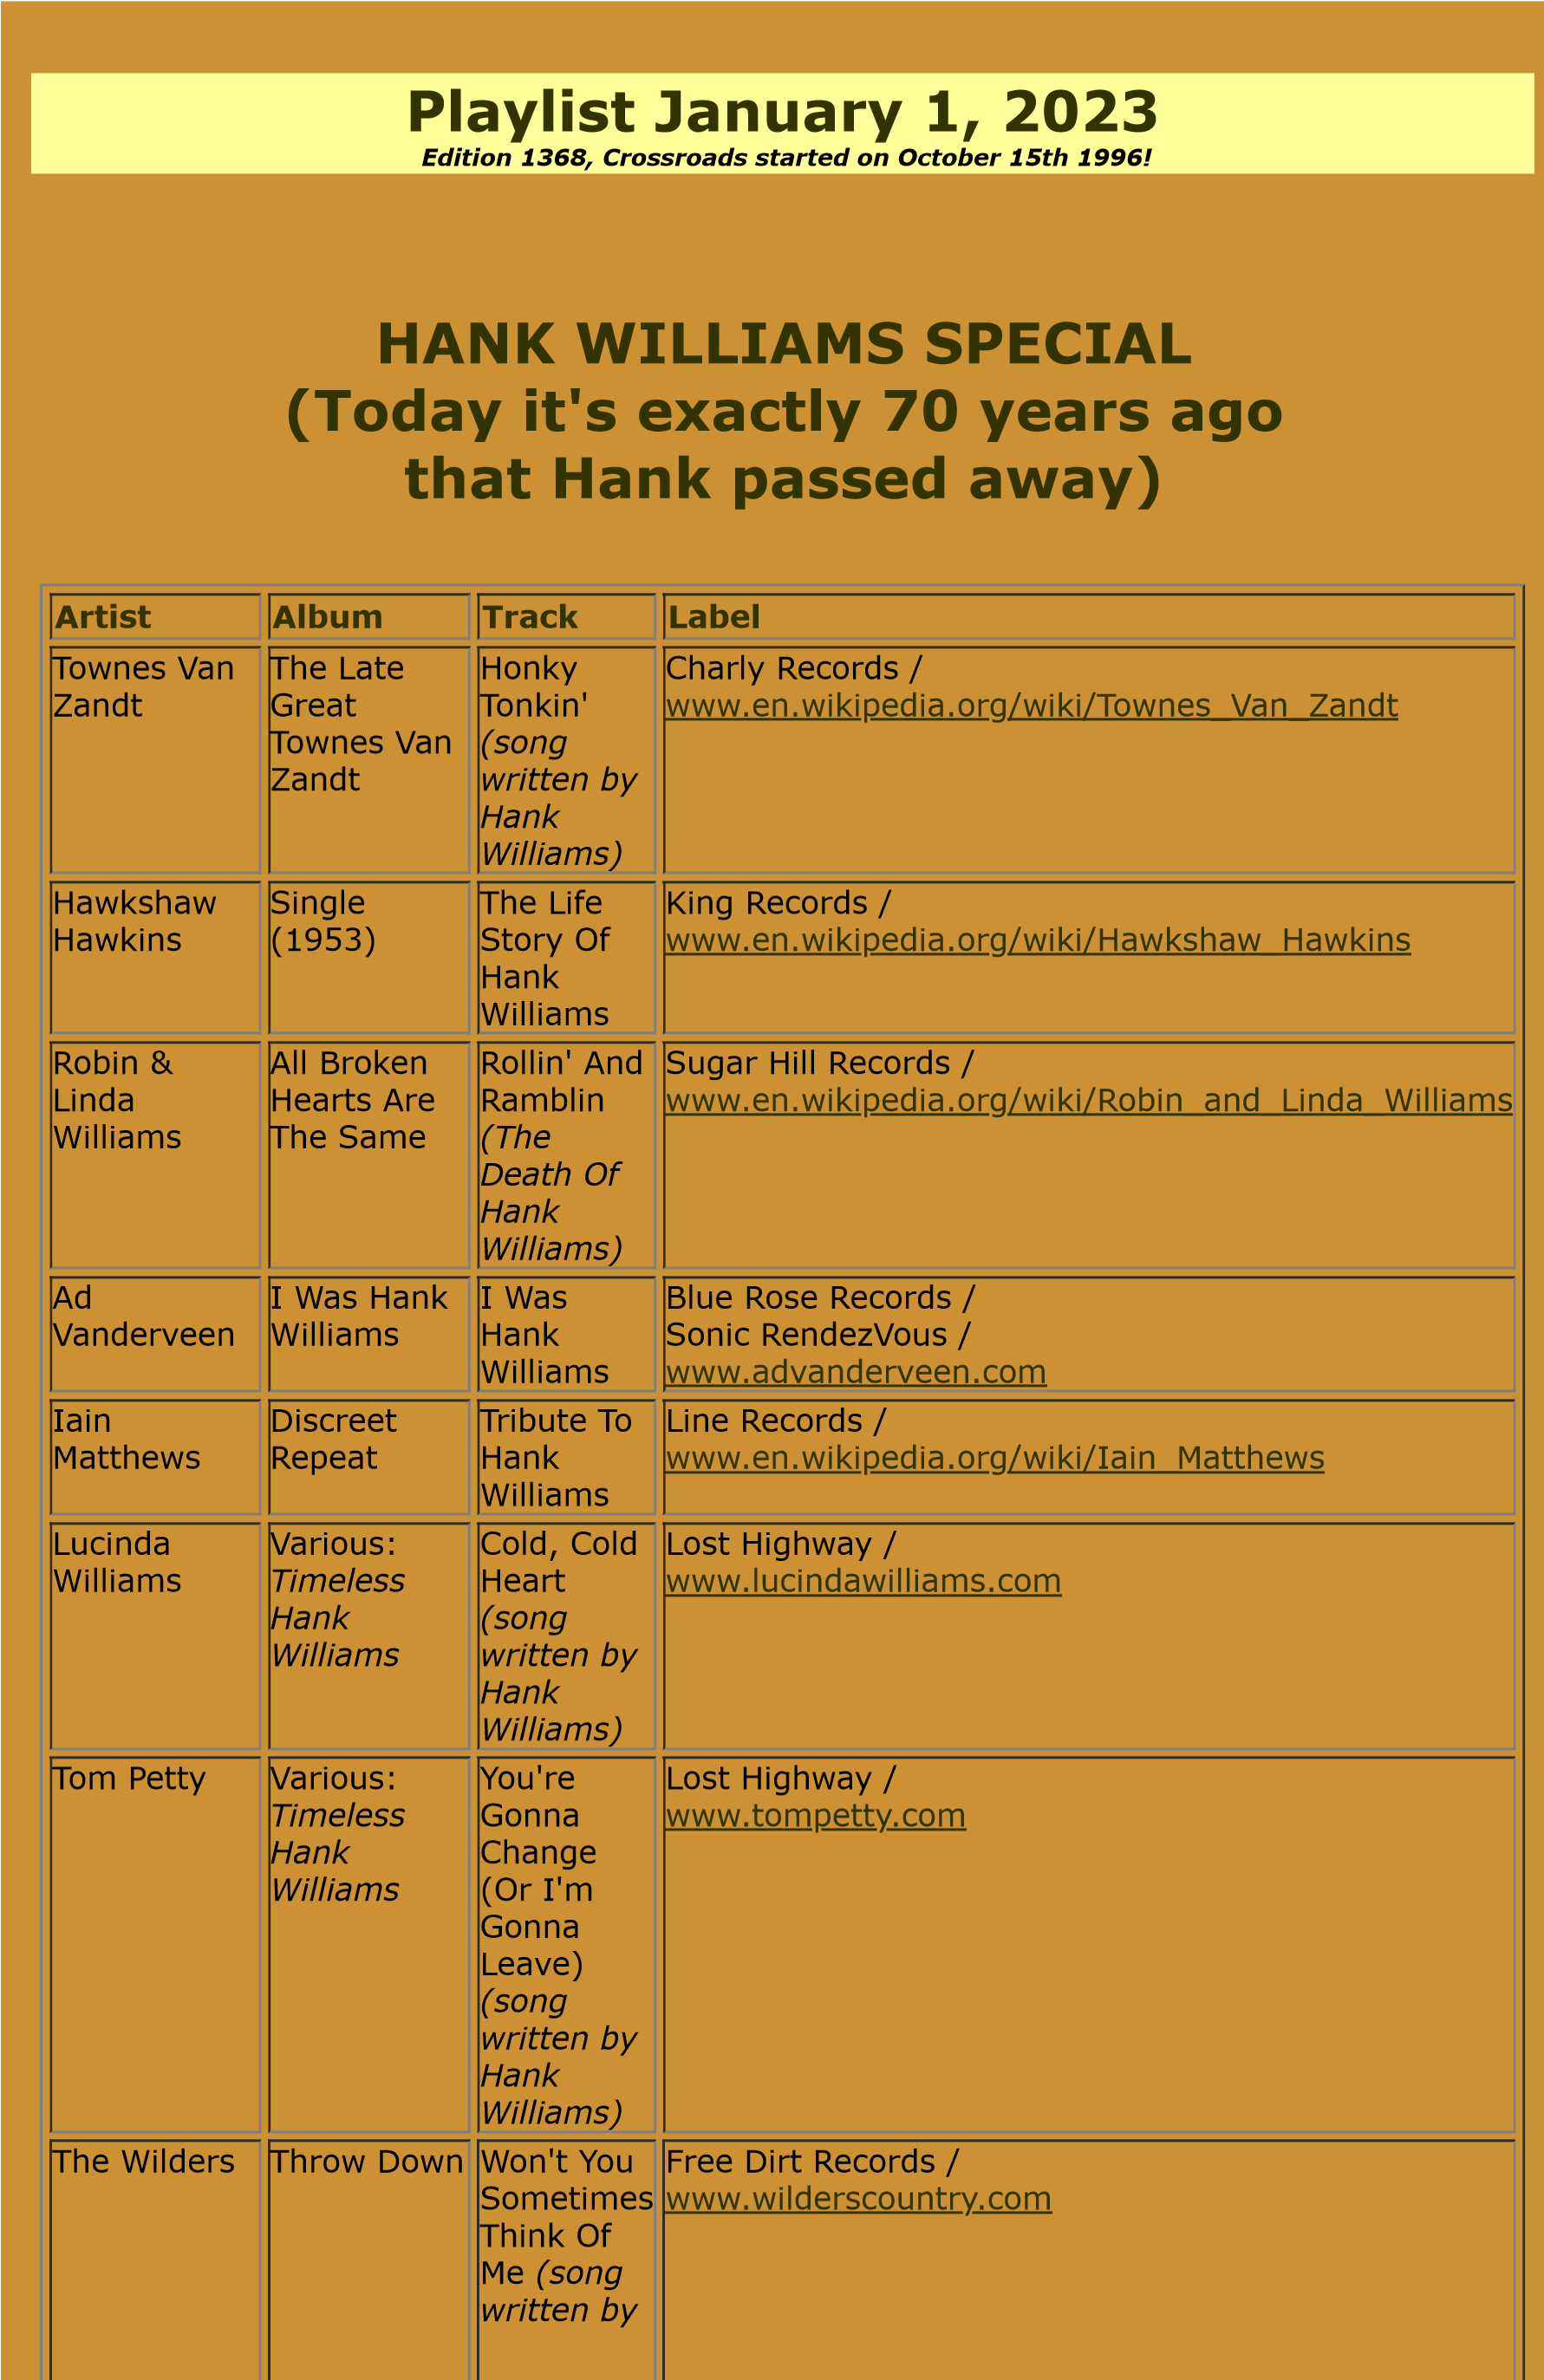 Playlist January 1, 2023
Edition 1368, Crossroads started on October 15th 1996!
HANK WILLIAMS SPECIAL
(Today it's exactly 70 years ago
that Hank passed away)
Artist
Album
Track
Label
Townes Van
Zandt
The Late
Great
Townes Van
Zandt
Honky
Tonkin'
(song
written by
Hank
Williams)
Charly Records /
www.en.wikipedia.org/wiki/Townes_Van_Zandt
Hawkshaw
Hawkins
Single
(1953)
The Life
Story Of
Hank
Williams
King Records /
www.en.wikipedia.org/wiki/Hawkshaw_Hawkins
Robin &
Linda
Williams
All Broken
Hearts Are
The Same
Rollin' And
Ramblin
(The
Death Of
Hank
Williams)
Sugar Hill Records /
www.en.wikipedia.org/wiki/Robin_and_Linda_Williams
Ad
Vanderveen
I Was Hank
Williams
I Was
Hank
Williams
Blue Rose Records /
Sonic RendezVous /
www.advanderveen.com
Iain
Matthews
Discreet
Repeat
Tribute To
Hank
Williams
Line Records /
www.en.wikipedia.org/wiki/Iain_Matthews
Lucinda
Williams
Various:
Timeless
Hank
Williams
Cold, Cold
Heart
(song
written by
Hank
Williams)
Lost Highway /
www.lucindawilliams.com
Tom Petty
Various:
Timeless
Hank
Williams
You're
Gonna
Change
(Or I'm
Gonna
Leave)
(song
written by
Hank
Williams)
Lost Highway /
www.tompetty.com
The Wilders
Throw Down
Won't You
Sometimes
Think Of
Me (song
written by
Free Dirt Records /
www.wilderscountry.com